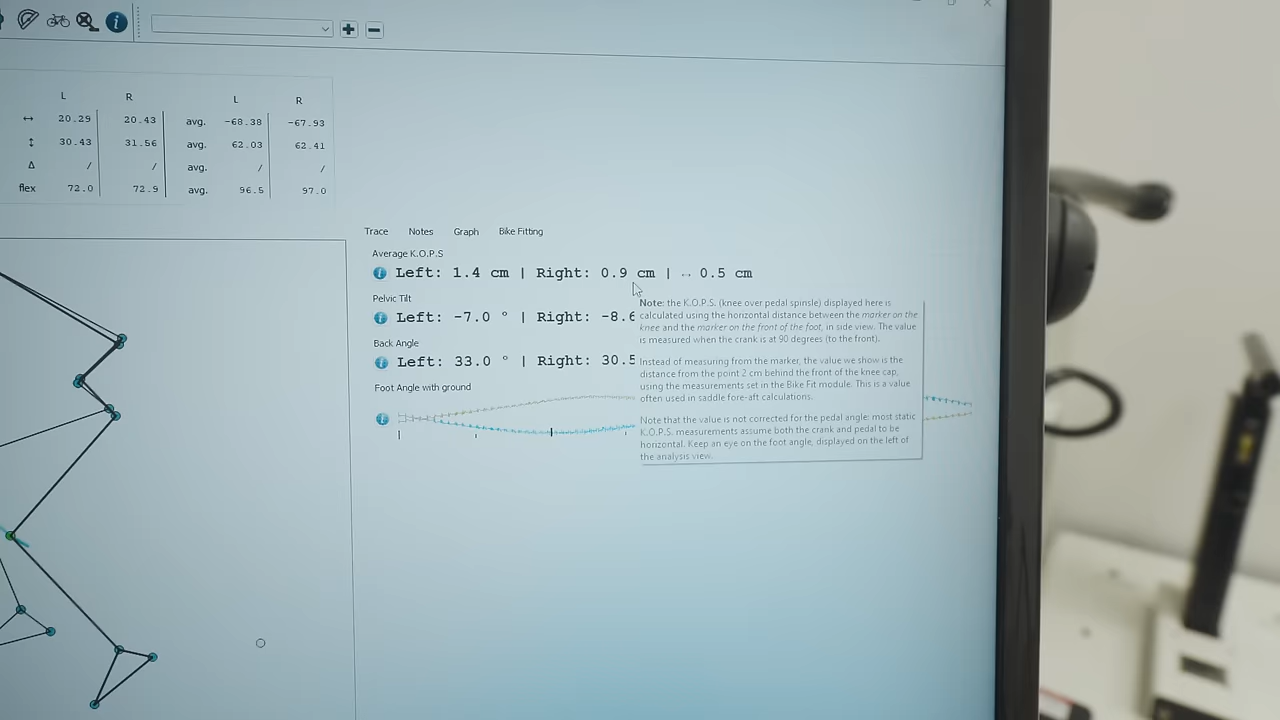 L R L R
↔ 20.29 20.43 avg. -68.38 -67.93
↕ 30.43 31.56 avg. 62.03 62.41
Δ / / avg. / /
flex 72.0 72.9 avg. 96.5 97.0
Trace Notes Graph Bike Fitting
Average K.O.P.S
Left: 1.4 cm | Right: 0.9 cm | ↔ 0.5 cm
Pelvic Tilt
Left: -7.0 ° | Right: -8.6
Back Angle
Left: 33.0 ° | Right: 30.5
Foot Angle with ground
Note: the K.O.P.S. (knee over pedal spinsle) displayed here is
calculated using the horizontal distance between the marker on the
knee and the marker on the front of the foot, in side view. The value
is measured when the crank is at 90 degrees (to the front).
Instead of measuring from the marker, the value we show is the
distance from the point 2 cm behind the front of the knee cap,
using the measurements set in the Bike Fit module. This is a value
often used in saddle fore-aft calculations.
Note that the value is not corrected for the pedal angle: most static
K.O.P.S. measurements assume both the crank and pedal to be
horizontal. Keep an eye on the foot angle, displayed on the left of
the analysis view.